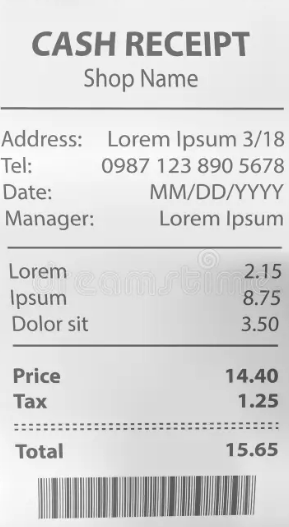 CASH RECEIPT
Shop Name
Address: Lorem Ipsum 3/18
Tel: 0987 123 890 5678
Date: MM/DD/YYYY
Manager: Lorem Ipsum
Lorem 2.15
dreamstime
Ipsum 8.75
Dolor sit 3.50
Price 14.40
Tax 1.25
Total 15.65